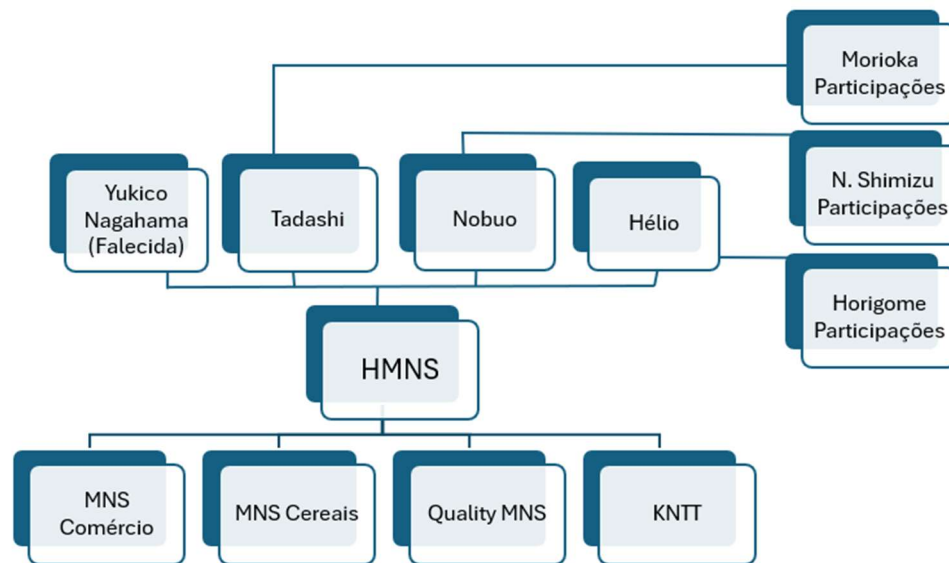 Morioka
Participações
N. Shimizu
Participações
Yukico
Nagahama
(Falecida)
Tadashi
Nobuo
Hélio
Horigome
Participações
HMNS
MNS
Comércio
MNS Cereais
Quality MNS
KNTT